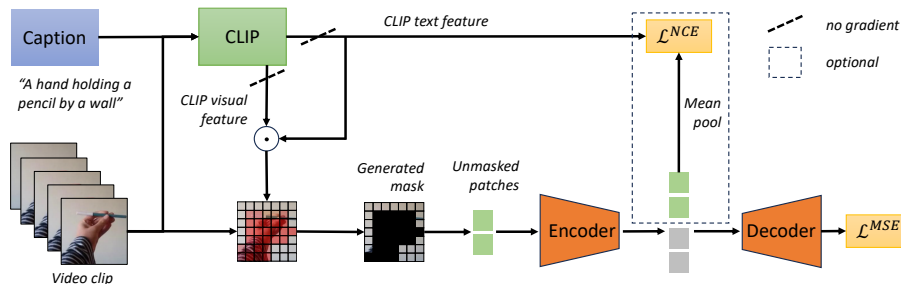 Caption
CLIP
CLIP text feature
ℒ^NCE
no gradient
optional
"A hand holding a
pencil by a wall"
CLIP visual
feature
Mean
pool
Generated
mask
Unmasked
patches
Encoder
Decoder
ℒ^MSE
Video clip